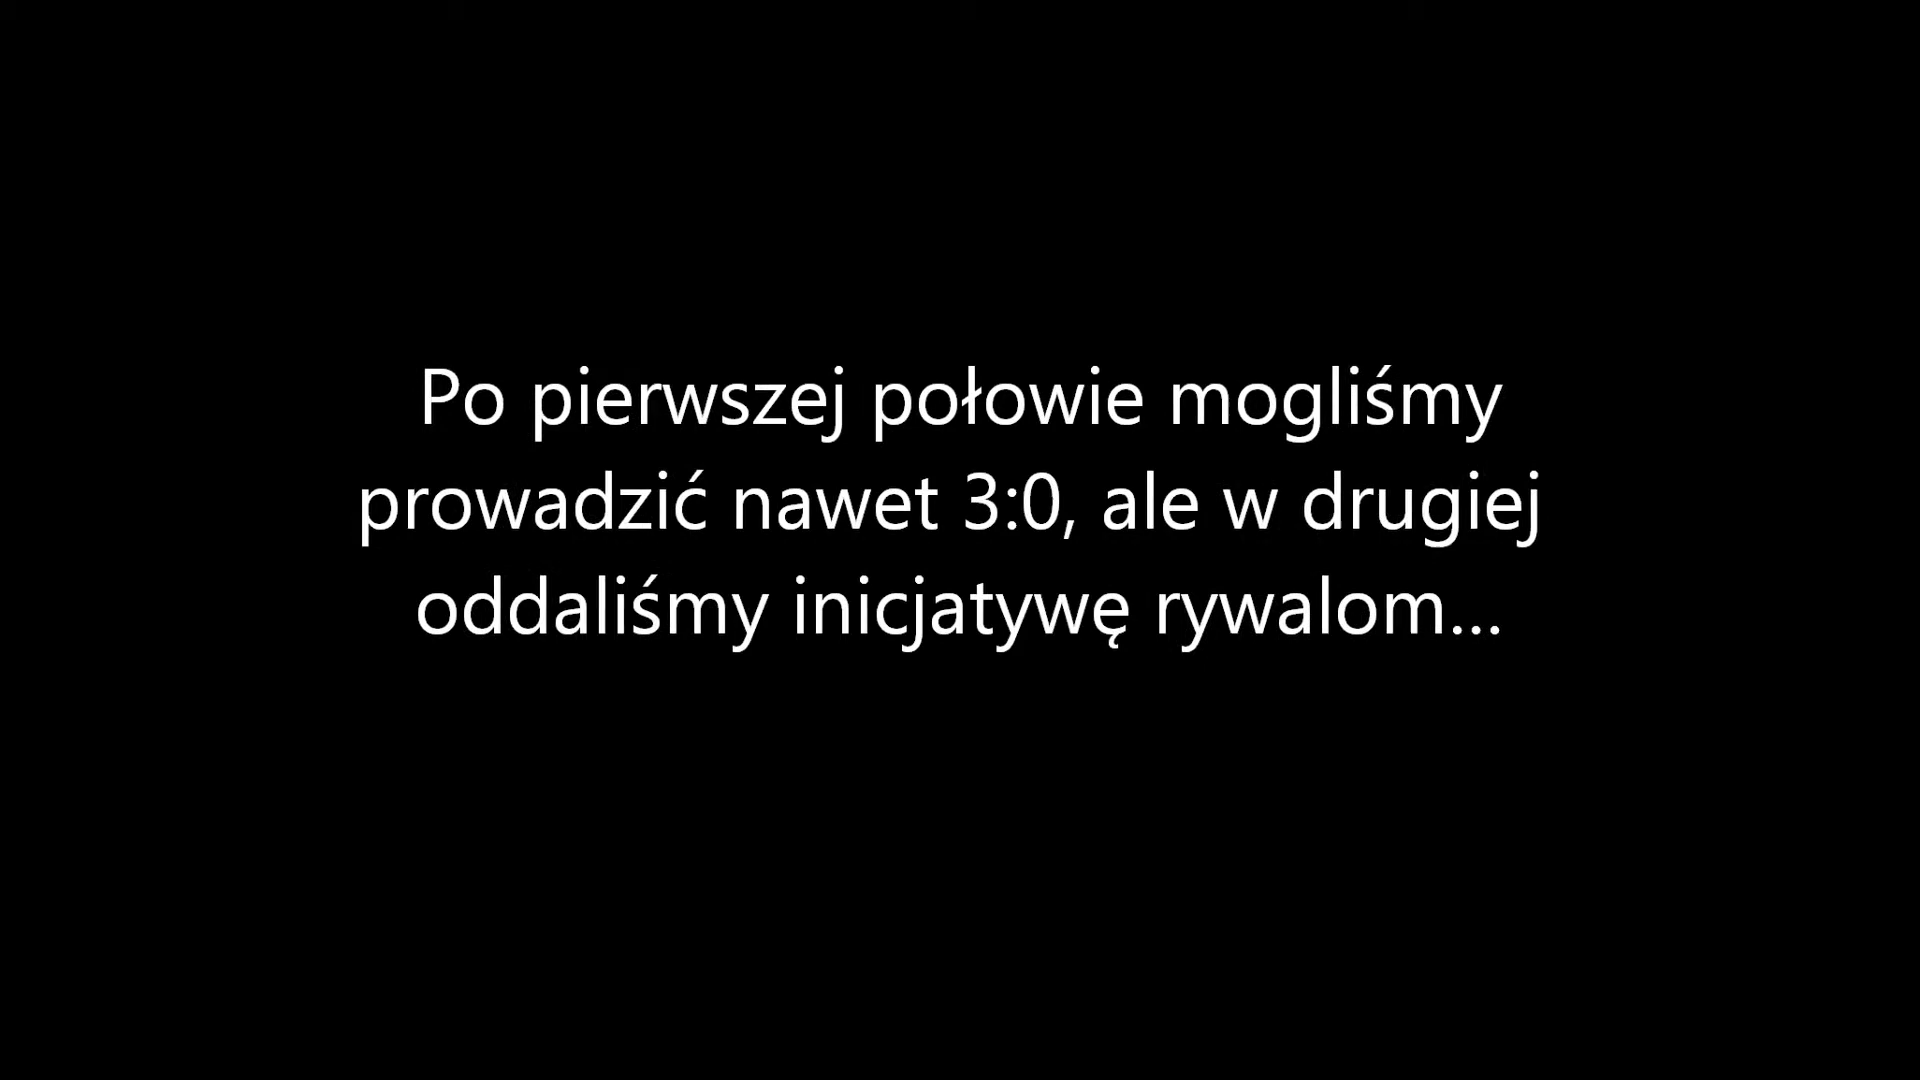 Po pierwszej połowie mogliśmy
prowadzić nawet 3:0, ale w drugiej
oddaliśmy inicjatywę rywalom...